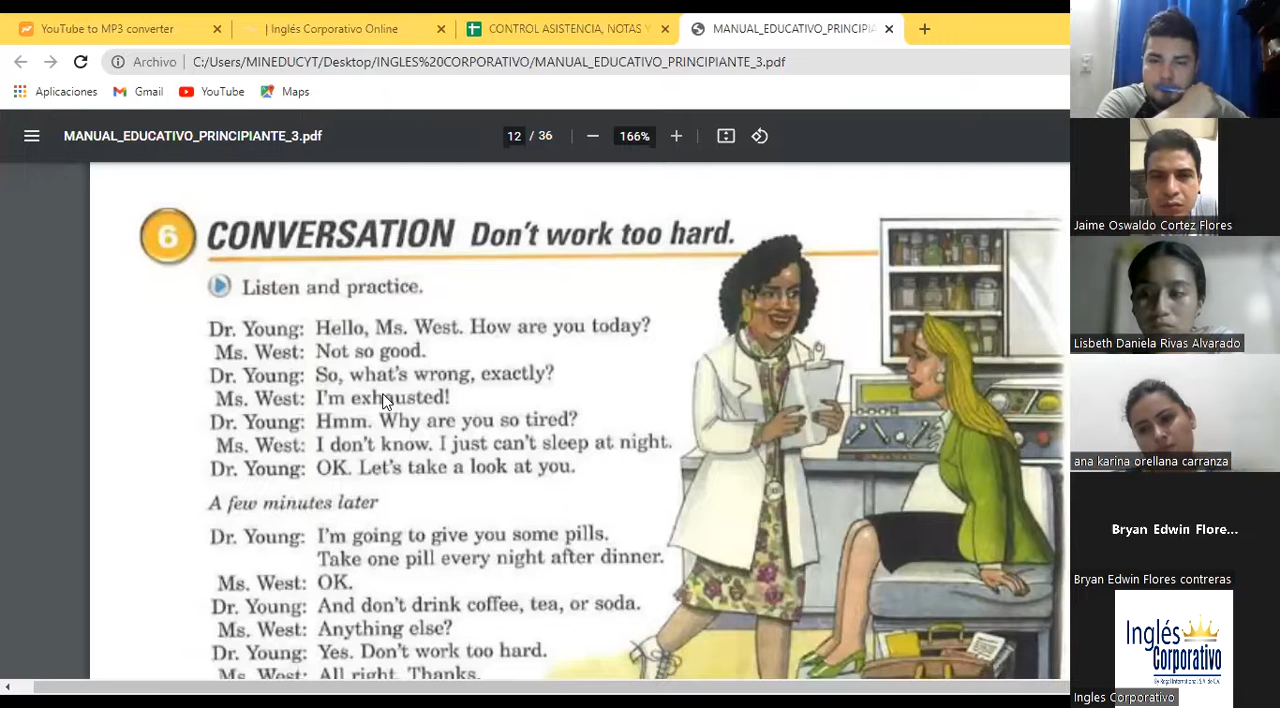 YouTube to MP3 converter
| Inglés Corporativo Online
CONTROL ASISTENCIA, NOTAS Y
MANUAL_EDUCATIVO_PRINCIPIA
Archivo | C:/Users/MINEDUCYT/Desktop/INGLES%20CORPORATIVO/MANUAL_EDUCATIVO_PRINCIPIANTE_3.pdf
Aplicaciones Gmail YouTube Maps
MANUAL_EDUCATIVO_PRINCIPIANTE_3.pdf 12 / 36 166%
6 CONVERSATION Don't work too hard.
Listen and practice.
Dr. Young: Hello, Ms. West. How are you today?
Ms. West: Not so good.
Dr. Young: So, what's wrong, exactly?
Ms. West: I'm exhausted!
Dr. Young: Hmm. Why are you so tired?
Ms. West: I don't know. I just can't sleep at night.
Dr. Young: OK. Let's take a look at you.
A few minutes later
Dr. Young: I'm going to give you some pills.
Take one pill every night after dinner.
Ms. West: OK.
Dr. Young: And don't drink coffee, tea, or soda.
Ms. West: Anything else?
Dr. Young: Yes. Don't work too hard.
Ms. West: All right. Thanks.
Jaime Oswaldo Cortez Flores
Lisbeth Daniela Rivas Alvarado
ana karina orellana carranza
Bryan Edwin Flore...
Bryan Edwin Flores contreras
Inglés
Corporativo
Ingles Corporativo